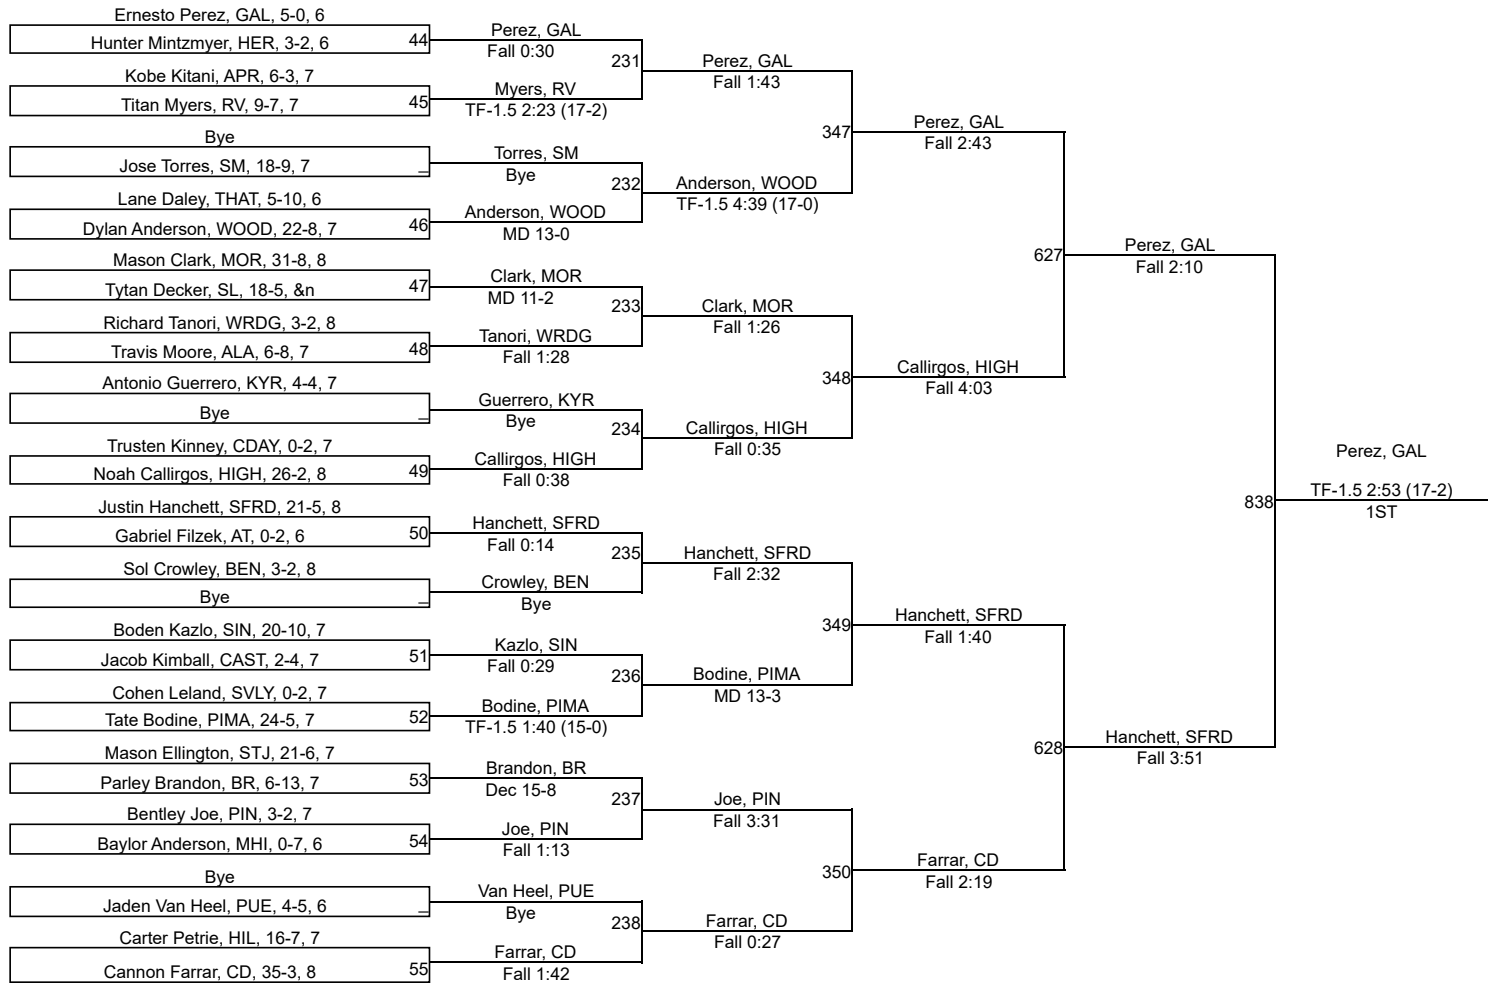 Ernesto Perez, GAL, 5-0, 6
Hunter Mintzmyer, HER, 3-2, 6
44
Kobe Kitani, APR, 6-3, 7
Titan Myers, RV, 9-7, 7
45
Bye
Jose Torres, SM, 18-9, 7
_
Lane Daley, THAT, 5-10, 6
Dylan Anderson, WOOD, 22-8, 7
46
Mason Clark, MOR, 31-8, 8
Tytan Decker, SL, 18-5, &n
47
Richard Tanori, WRDG, 3-2, 8
Travis Moore, ALA, 6-8, 7
48
Antonio Guerrero, KYR, 4-4, 7
Bye
_
Trusten Kinney, CDAY, 0-2, 7
Noah Callirgos, HIGH, 26-2, 8
49
Justin Hanchett, SFRD, 21-5, 8
Gabriel Filzek, AT, 0-2, 6
50
Sol Crowley, BEN, 3-2, 8
Bye
_
Boden Kazlo, SIN, 20-10, 7
Jacob Kimball, CAST, 2-4, 7
51
Cohen Leland, SVLY, 0-2, 7
Tate Bodine, PIMA, 24-5, 7
52
Mason Ellington, STJ, 21-6, 7
Parley Brandon, BR, 6-13, 7
53
Bentley Joe, PIN, 3-2, 7
Baylor Anderson, MHI, 0-7, 6
54
Bye
Jaden Van Heel, PUE, 4-5, 6
_
Carter Petrie, HIL, 16-7, 7
Cannon Farrar, CD, 35-3, 8
55
Perez, GAL
Fall 0:30
231
Myers, RV
TF-1.5 2:23 (17-2)
Torres, SM
Bye
232
Anderson, WOOD
MD 13-0
Clark, MOR
MD 11-2
233
Tanori, WRDG
Fall 1:28
Guerrero, KYR
Bye
234
Callirgos, HIGH
Fall 0:38
Hanchett, SFRD
Fall 0:14
235
Crowley, BEN
Bye
Kazlo, SIN
Fall 0:29
236
Bodine, PIMA
TF-1.5 1:40 (15-0)
Brandon, BR
Dec 15-8
237
Joe, PIN
Fall 1:13
Van Heel, PUE
Bye
238
Farrar, CD
Fall 1:42
Perez, GAL
Fall 1:43
347
Anderson, WOOD
TF-1.5 4:39 (17-0)
Clark, MOR
Fall 1:26
348
Callirgos, HIGH
Fall 0:35
Hanchett, SFRD
Fall 2:32
349
Bodine, PIMA
MD 13-3
Joe, PIN
Fall 3:31
350
Farrar, CD
Fall 0:27
Perez, GAL
Fall 2:43
627
Callirgos, HIGH
Fall 4:03
Hanchett, SFRD
Fall 1:40
628
Farrar, CD
Fall 2:19
Perez, GAL
Fall 2:10
838
Hanchett, SFRD
Fall 3:51
Perez, GAL
TF-1.5 2:53 (17-2)
1ST